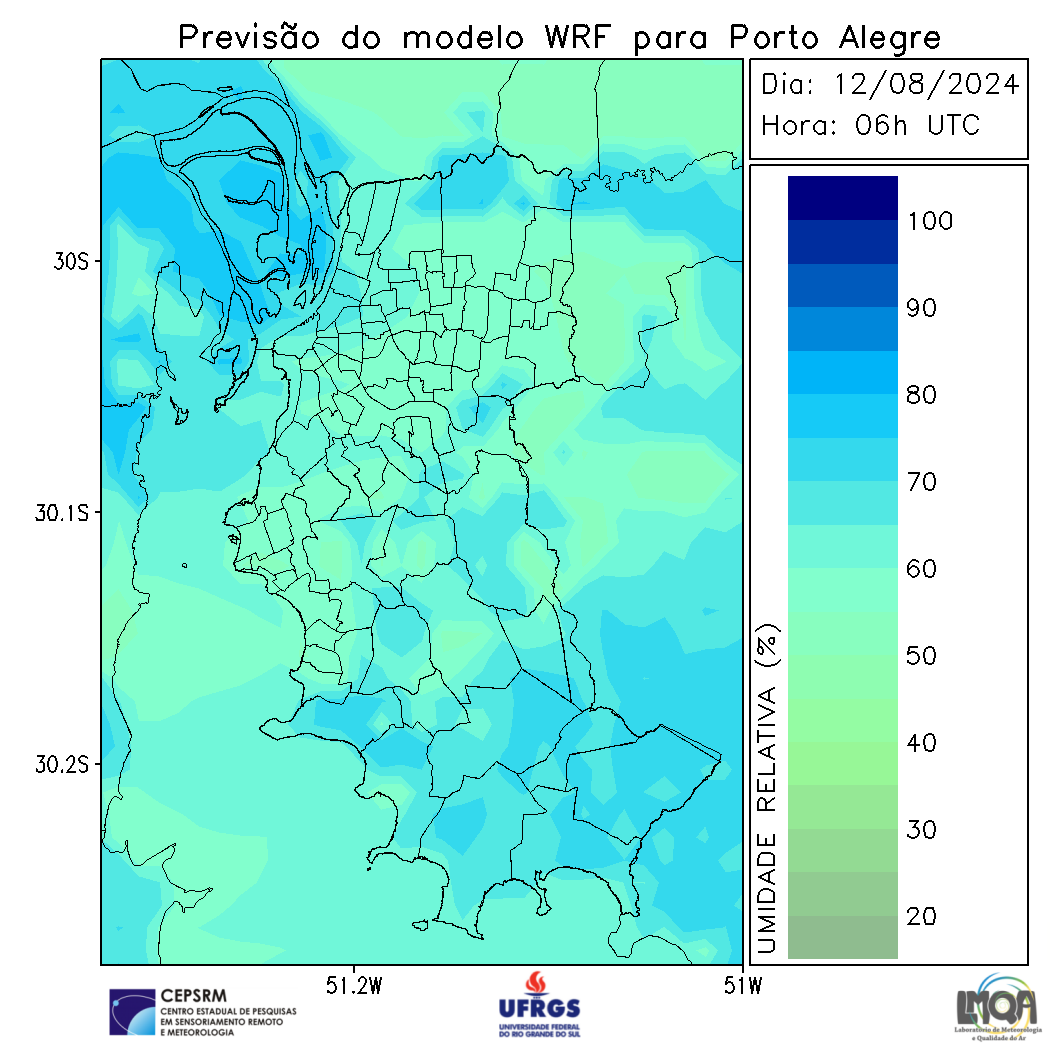 Previsão do modelo WRF para Porto Alegre
Dia: 12/08/2024
Hora: 06h UTC
100
90
80
70
60
50
40
30
20
UMIDADE RELATIVA (%)
30S
30.1S
30.2S
51.2W
51W
CEPSRM
CENTRO ESTADUAL DE PESQUISAS
EM SENSORIAMENTO REMOTO
E METEOROLOGIA
UFRGS
UNIVERSIDADE FEDERAL
DO RIO GRANDE DO SUL
LMQA
Laboratório de Meteorologia
e Qualidade do Ar